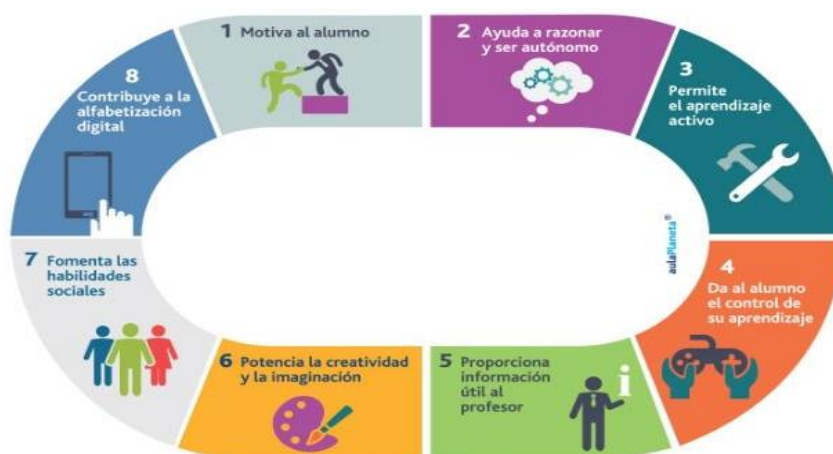 1 Motiva al alumno
2 Ayuda a razonar
y ser autónomo
3
Permite
el aprendizaje
activo
4
Da al alumno
el control de
su aprendizaje
5 Proporciona
información
útil al
profesor
i
6 Potencia la creatividad
y la imaginación
7 Fomenta las
habilidades
sociales
8
Contribuye a la
alfabetización
digital
aulaPlaneta®